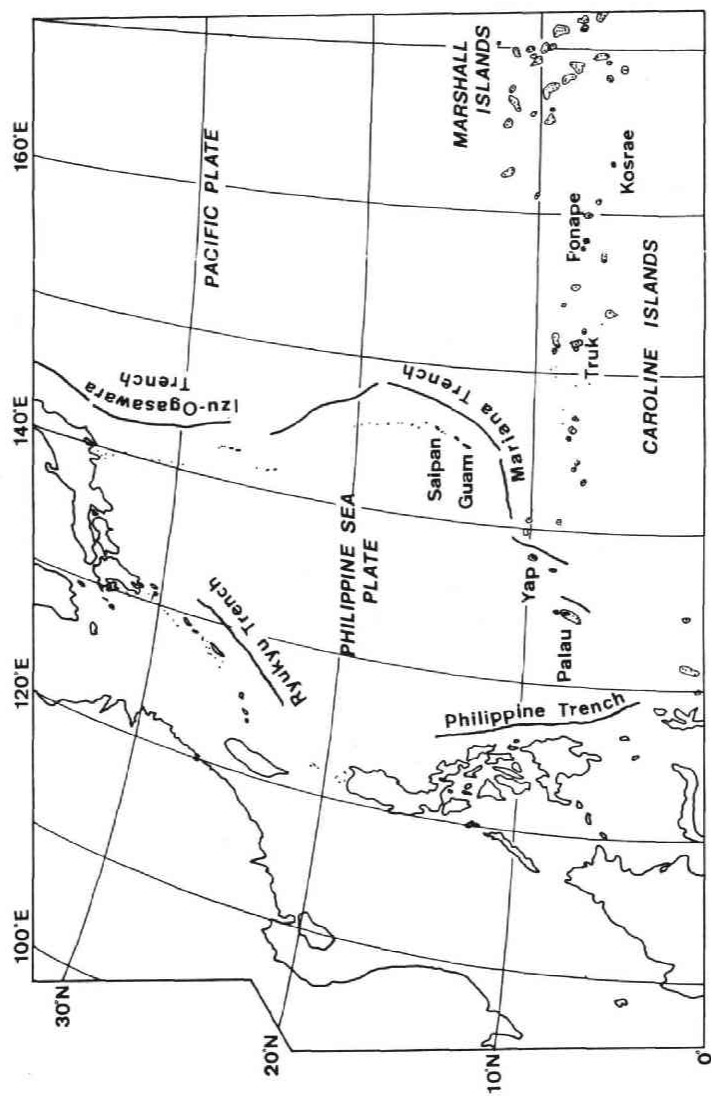 100°E
120°E
140°E
160°E
30°N
20°N
10°N
0°
PACIFIC PLATE
Izu-Ogasawara
Trench
Ryukyu Trench
PHILIPPINE SEA
PLATE
Saipan
Guam
Mariana Trench
MARSHALL
ISLANDS
Philippine Trench
Palau
Yap
Truk
Fonape
Kosrae
CAROLINE ISLANDS